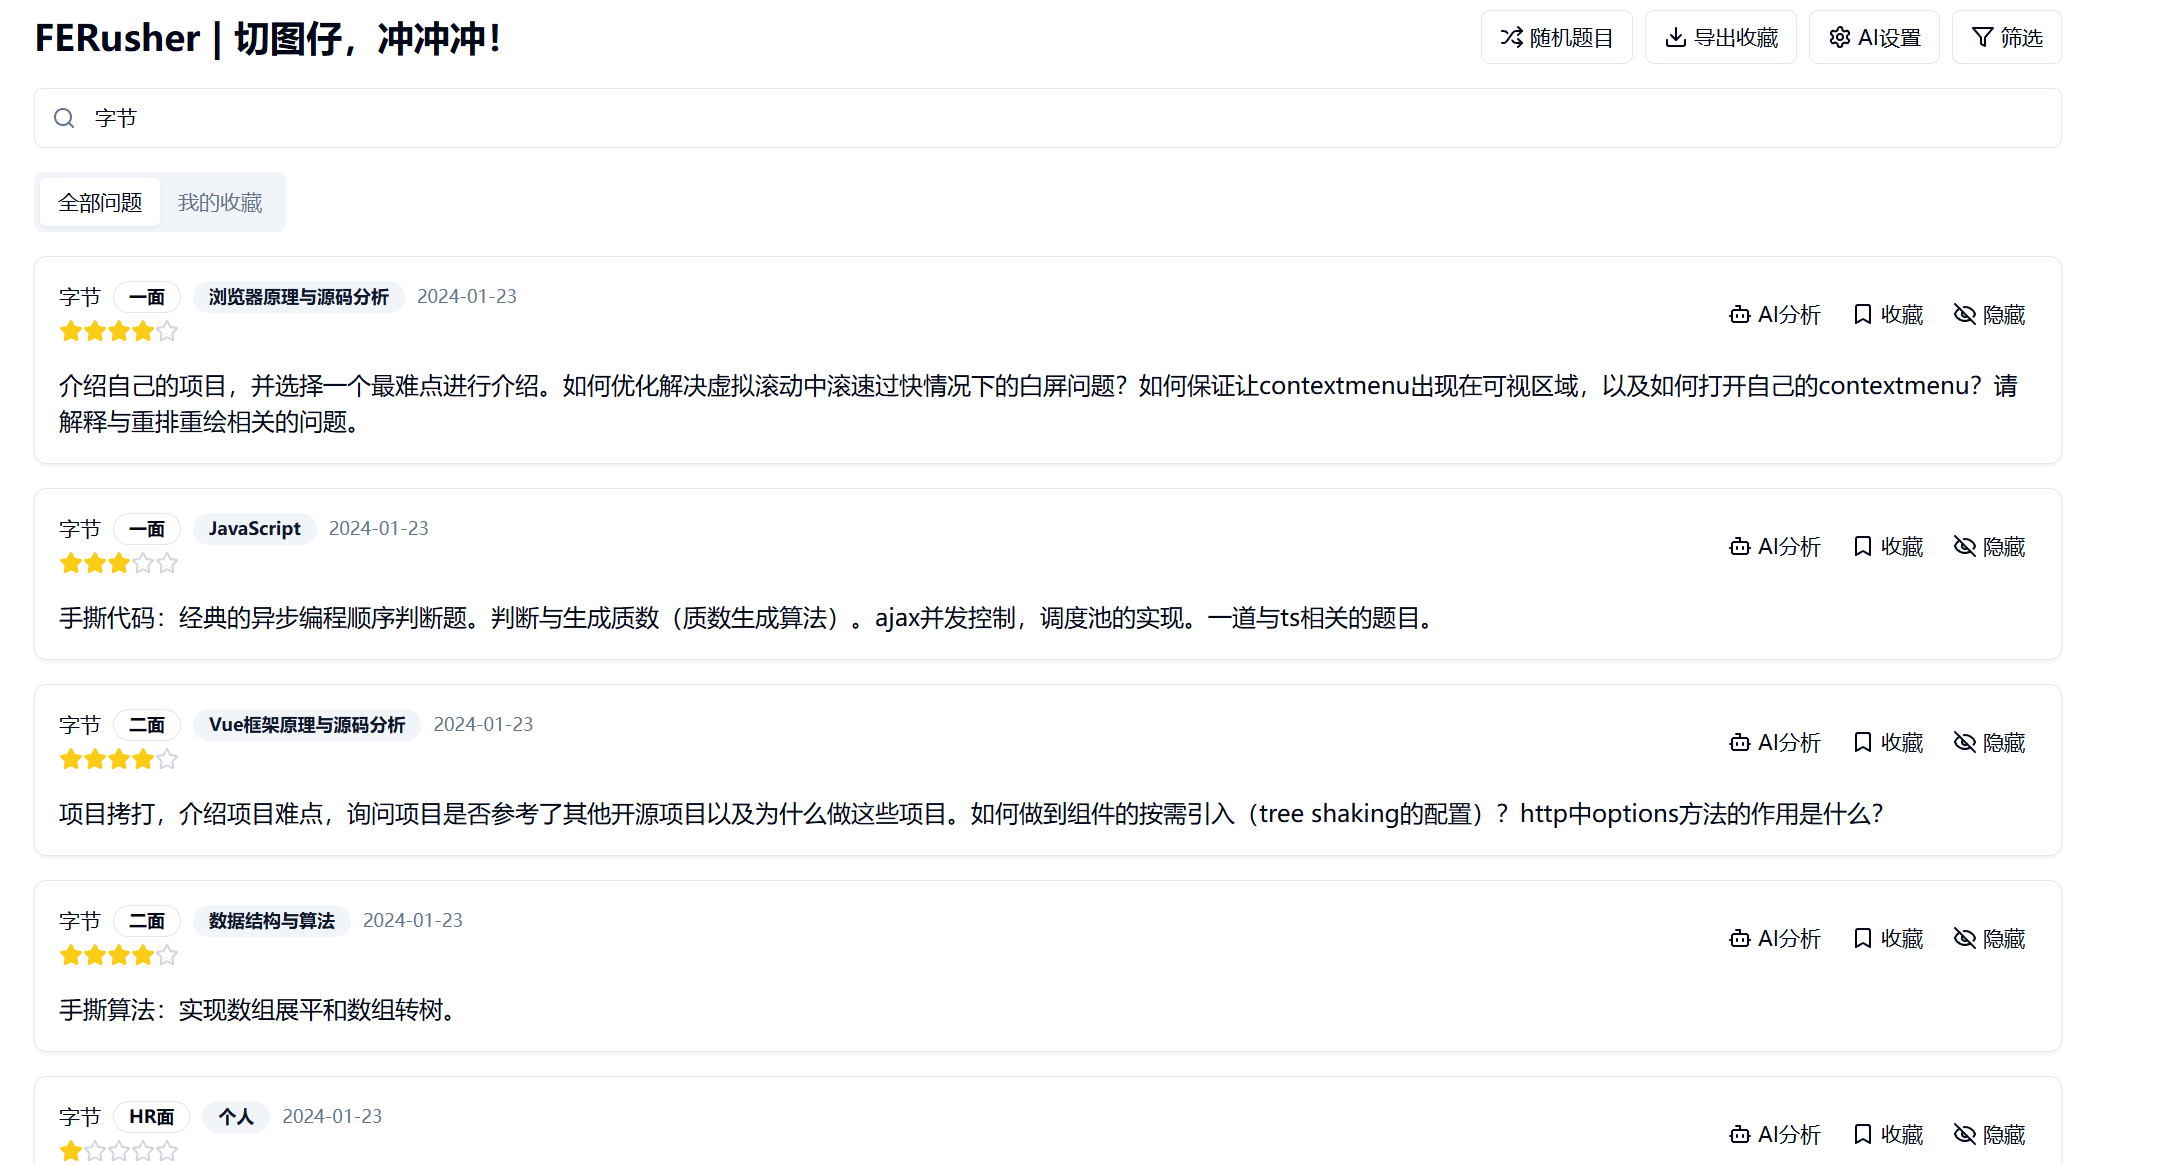 FERusher | 切图仔，冲冲冲！
随机题目
导出收藏
AI设置
筛选
字节
全部问题
我的收藏
字节 一面 浏览器原理与源码分析 2024-01-23
AI分析 收藏 隐藏
介绍自己的项目，并选择一个最难点进行介绍。如何优化解决虚拟滚动中滚速过快情况下的白屏问题？如何保证让contextmenu出现在可视区域，以及如何打开自己的contextmenu？请
解释与重排重绘相关的问题。
字节 一面 JavaScript 2024-01-23
AI分析 收藏 隐藏
手撕代码：经典的异步编程顺序判断题。判断与生成质数（质数生成算法）。ajax并发控制，调度池的实现。一道与ts相关的题目。
字节 二面 Vue框架原理与源码分析 2024-01-23
AI分析 收藏 隐藏
项目拷打，介绍项目难点，询问项目是否参考了其他开源项目以及为什么做这些项目。如何做到组件的按需引入（tree shaking的配置）？http中options方法的作用是什么？
字节 二面 数据结构与算法 2024-01-23
AI分析 收藏 隐藏
手撕算法：实现数组展平和数组转树。
字节 HR面 个人 2024-01-23
AI分析 收藏 隐藏